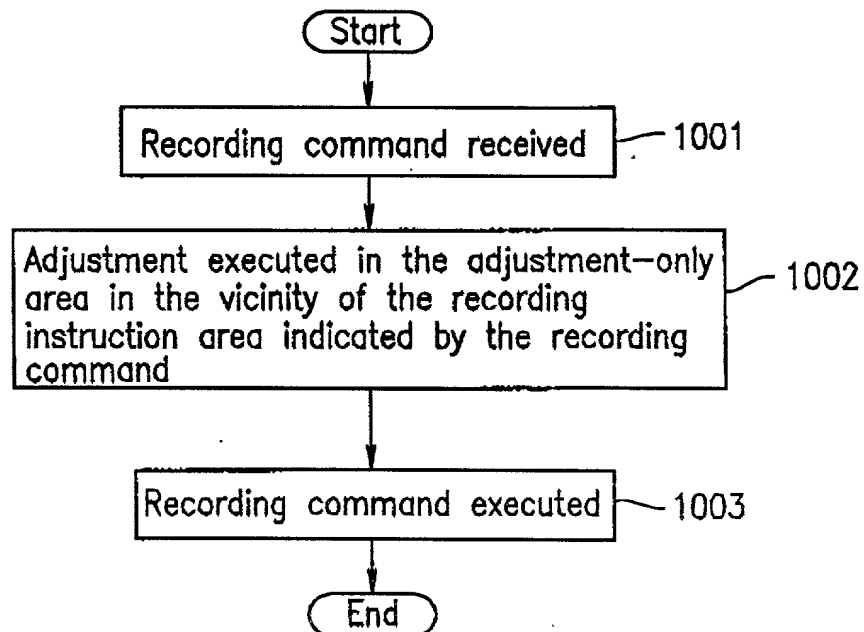 Start
Recording command received
1001
Adjustment executed in the adjustment-only
area in the vicinity of the recording
instruction area indicated by the recording
command
1002
Recording command executed
1003
End